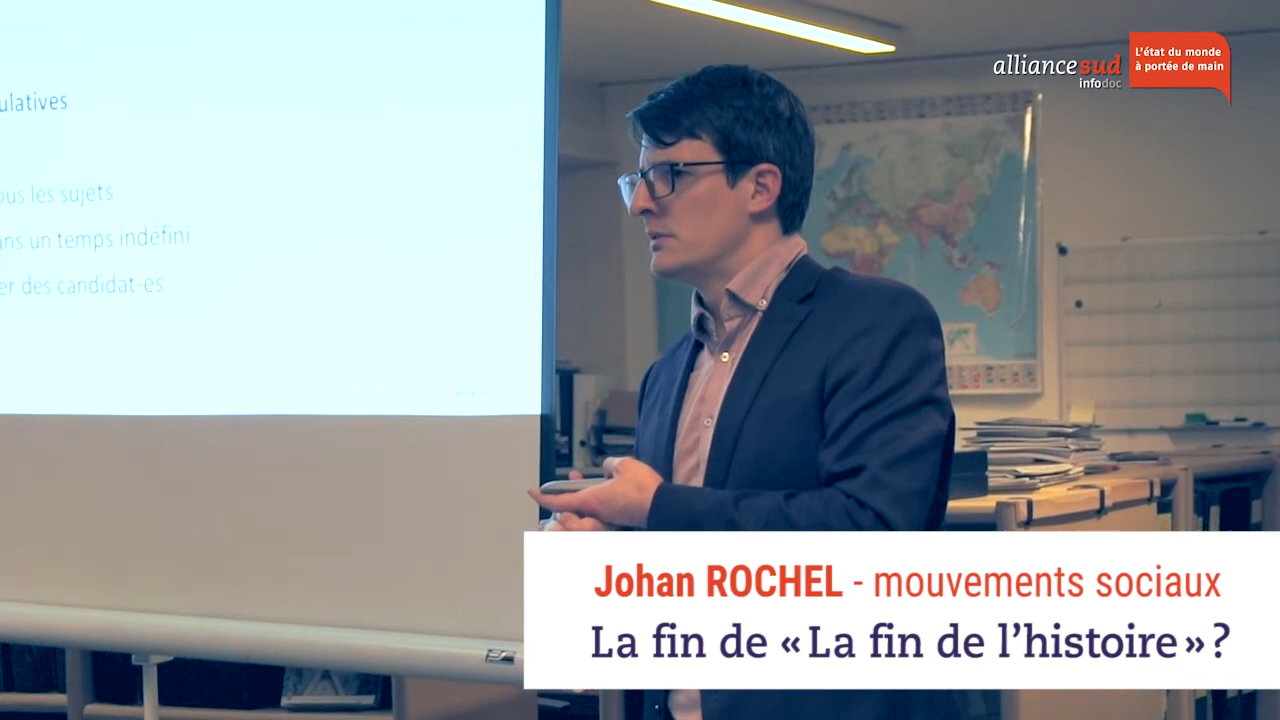 ulatives
ous les sujets
ans un temps indéfini
er des candidat-es
alliancesud
infodoc
L'état du monde
à portée de main
Johan ROCHEL - mouvements sociaux
La fin de « La fin de l'histoire » ?